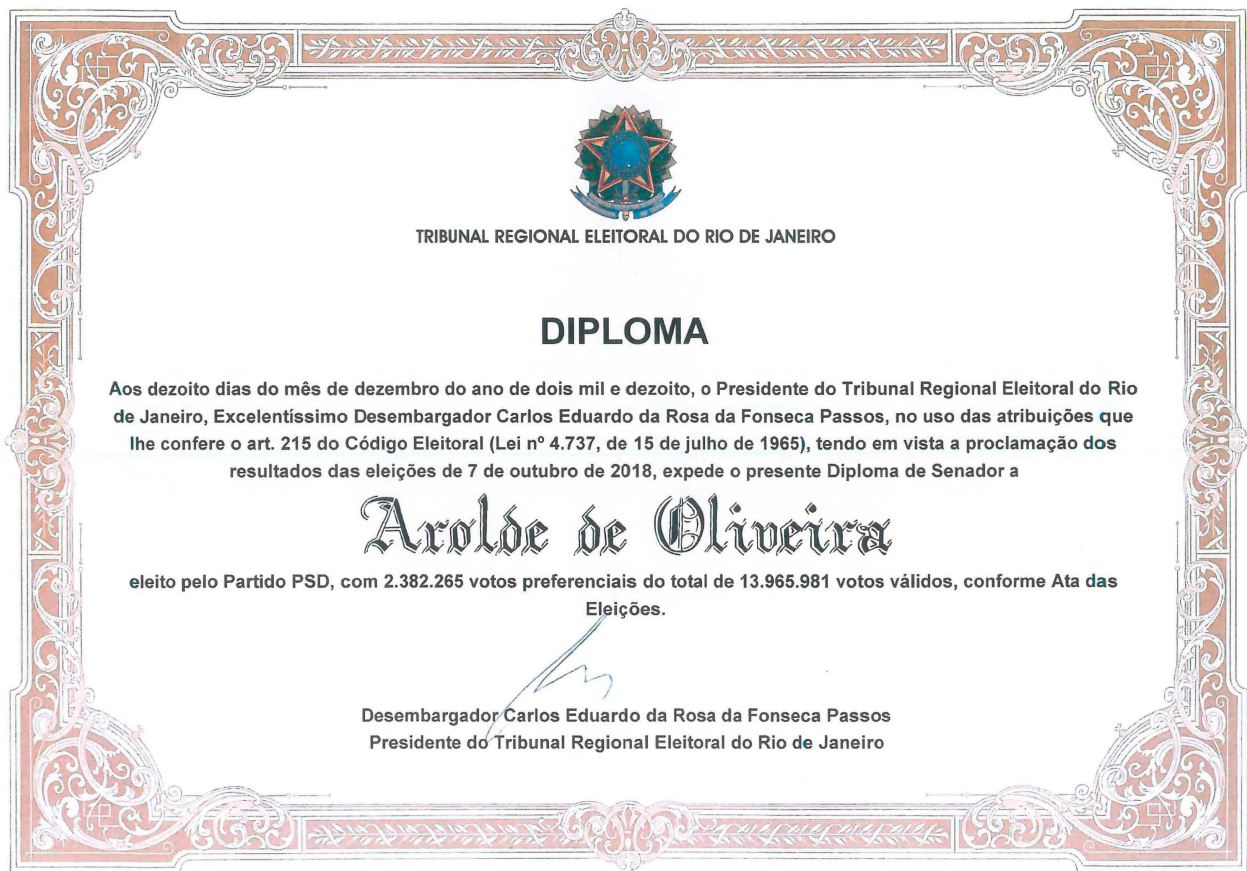 TRIBUNAL REGIONAL ELEITORAL DO RIO DE JANEIRO
DIPLOMA
Aos dezoito dias do mês de dezembro do ano de dois mil e dezoito, o Presidente do Tribunal Regional Eleitoral do Rio
de Janeiro, Excelentíssimo Desembargador Carlos Eduardo da Rosa da Fonseca Passos, no uso das atribuições que
lhe confere o art. 215 do Código Eleitoral (Lei nº 4.737, de 15 de julho de 1965), tendo em vista a proclamação dos
resultados das eleições de 7 de outubro de 2018, expede o presente Diploma de Senador a
Arolde de Oliveira
eleito pelo Partido PSD, com 2.382.265 votos preferenciais do total de 13.965.981 votos válidos, conforme Ata das
Eleições.
Desembargador Carlos Eduardo da Rosa da Fonseca Passos
Presidente do Tribunal Regional Eleitoral do Rio de Janeiro